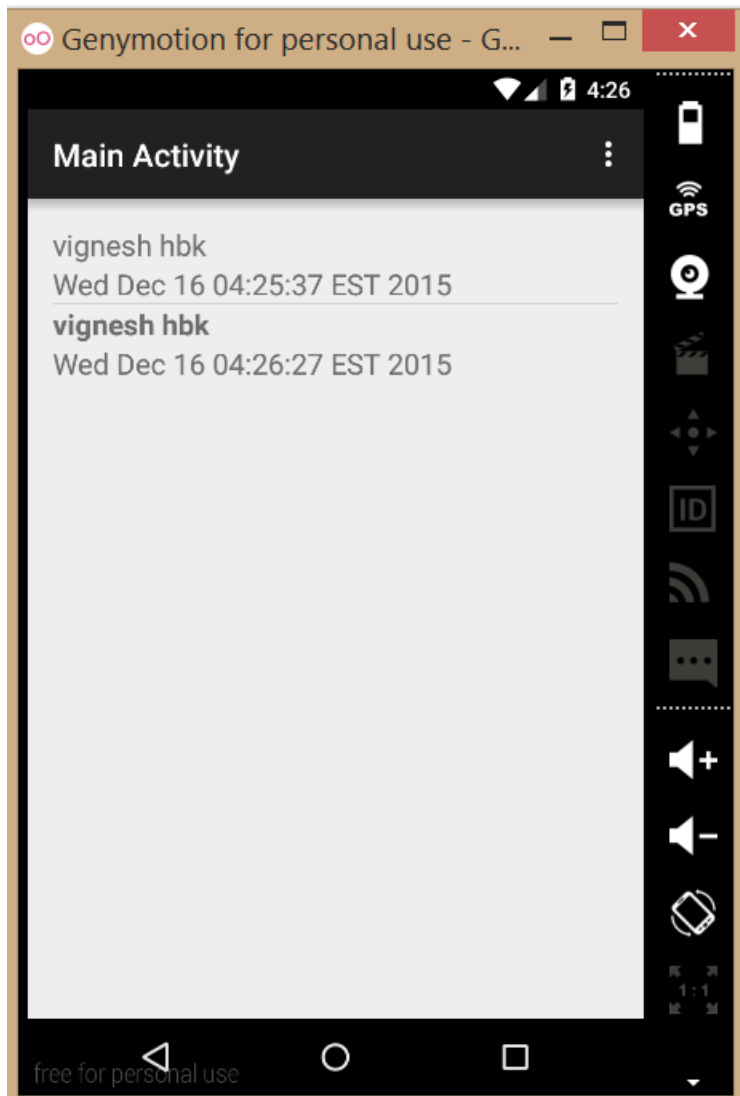 Genymotion for personal use - G...
4:26
Main Activity
GPS
vignesh hbk
Wed Dec 16 04:25:37 EST 2015
vignesh hbk
Wed Dec 16 04:26:27 EST 2015
ID
1:1
free for personal use